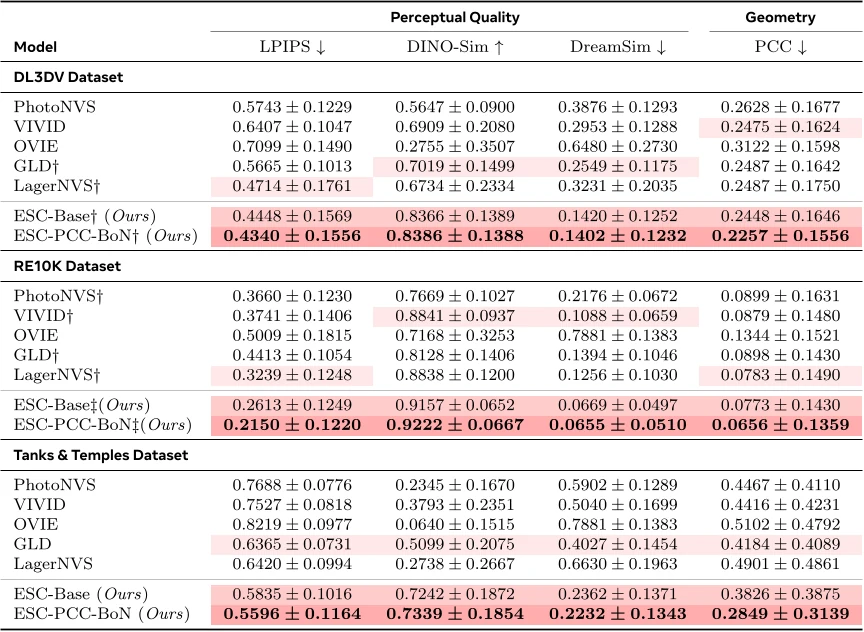 Perceptual Quality Geometry
Model LPIPS ↓ DINO-Sim ↑ DreamSim ↓ PCC ↓
DL3DV Dataset
PhotoNVS 0.5743 ± 0.1229 0.5647 ± 0.0900 0.3876 ± 0.1293 0.2628 ± 0.1677
VIVID 0.6407 ± 0.1047 0.6909 ± 0.2080 0.2953 ± 0.1288 0.2475 ± 0.1624
OVIE 0.7099 ± 0.1490 0.2755 ± 0.3507 0.6480 ± 0.2730 0.3122 ± 0.1598
GLD† 0.5665 ± 0.1013 0.7019 ± 0.1499 0.2549 ± 0.1175 0.2487 ± 0.1642
LagerNVS† 0.4714 ± 0.1761 0.6734 ± 0.2334 0.3231 ± 0.2035 0.2487 ± 0.1750
ESC-Base† (Ours) 0.4448 ± 0.1569 0.8366 ± 0.1389 0.1420 ± 0.1252 0.2448 ± 0.1646
ESC-PCC-BoN† (Ours) 0.4340 ± 0.1556 0.8386 ± 0.1388 0.1402 ± 0.1232 0.2257 ± 0.1556
RE10K Dataset
PhotoNVS† 0.3660 ± 0.1230 0.7669 ± 0.1027 0.2176 ± 0.0672 0.0899 ± 0.1631
VIVID† 0.3741 ± 0.1406 0.8841 ± 0.0937 0.1088 ± 0.0659 0.0879 ± 0.1480
OVIE 0.5009 ± 0.1815 0.7168 ± 0.3253 0.7881 ± 0.1383 0.1344 ± 0.1521
GLD† 0.4413 ± 0.1054 0.8128 ± 0.1406 0.1394 ± 0.1046 0.0898 ± 0.1430
LagerNVS† 0.3239 ± 0.1248 0.8838 ± 0.1200 0.1256 ± 0.1030 0.0783 ± 0.1490
ESC-Base‡(Ours) 0.2613 ± 0.1249 0.9157 ± 0.0652 0.0669 ± 0.0497 0.0773 ± 0.1430
ESC-PCC-BoN‡(Ours) 0.2150 ± 0.1220 0.9222 ± 0.0667 0.0655 ± 0.0510 0.0656 ± 0.1359
Tanks & Temples Dataset
PhotoNVS 0.7688 ± 0.0776 0.2345 ± 0.1670 0.5902 ± 0.1289 0.4467 ± 0.4110
VIVID 0.7527 ± 0.0818 0.3793 ± 0.2351 0.5040 ± 0.1699 0.4416 ± 0.4231
OVIE 0.8219 ± 0.0977 0.0640 ± 0.1515 0.7881 ± 0.1383 0.5102 ± 0.4792
GLD 0.6365 ± 0.0731 0.5099 ± 0.2075 0.4027 ± 0.1454 0.4184 ± 0.4089
LagerNVS 0.6420 ± 0.0994 0.2738 ± 0.2667 0.6630 ± 0.1963 0.4901 ± 0.4861
ESC-Base (Ours) 0.5835 ± 0.1016 0.7242 ± 0.1872 0.2362 ± 0.1371 0.3826 ± 0.3875
ESC-PCC-BoN (Ours) 0.5596 ± 0.1164 0.7339 ± 0.1854 0.2232 ± 0.1343 0.2849 ± 0.3139